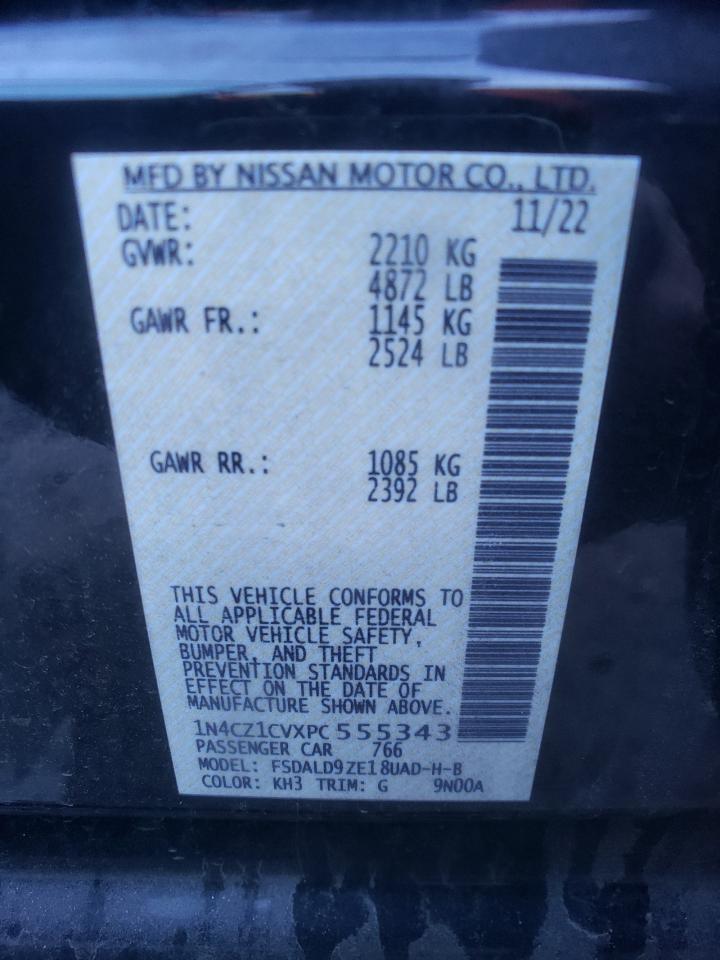 MFD BY NISSAN MOTOR CO., LTD.
DATE: 11/22
GVWR: 2210 KG
4872 LB
GAWR FR.: 1145 KG
2524 LB
GAWR RR.: 1085 KG
2392 LB
THIS VEHICLE CONFORMS TO
ALL APPLICABLE FEDERAL
MOTOR VEHICLE SAFETY,
BUMPER, AND THEFT
PREVENTION STANDARDS IN
EFFECT ON THE DATE OF
MANUFACTURE SHOWN ABOVE.
1N4CZ1CVXPC555343
PASSENGER CAR 766
MODEL: FSDALD9ZE18UAD-H-B
COLOR: KH3 TRIM: G 9N00A